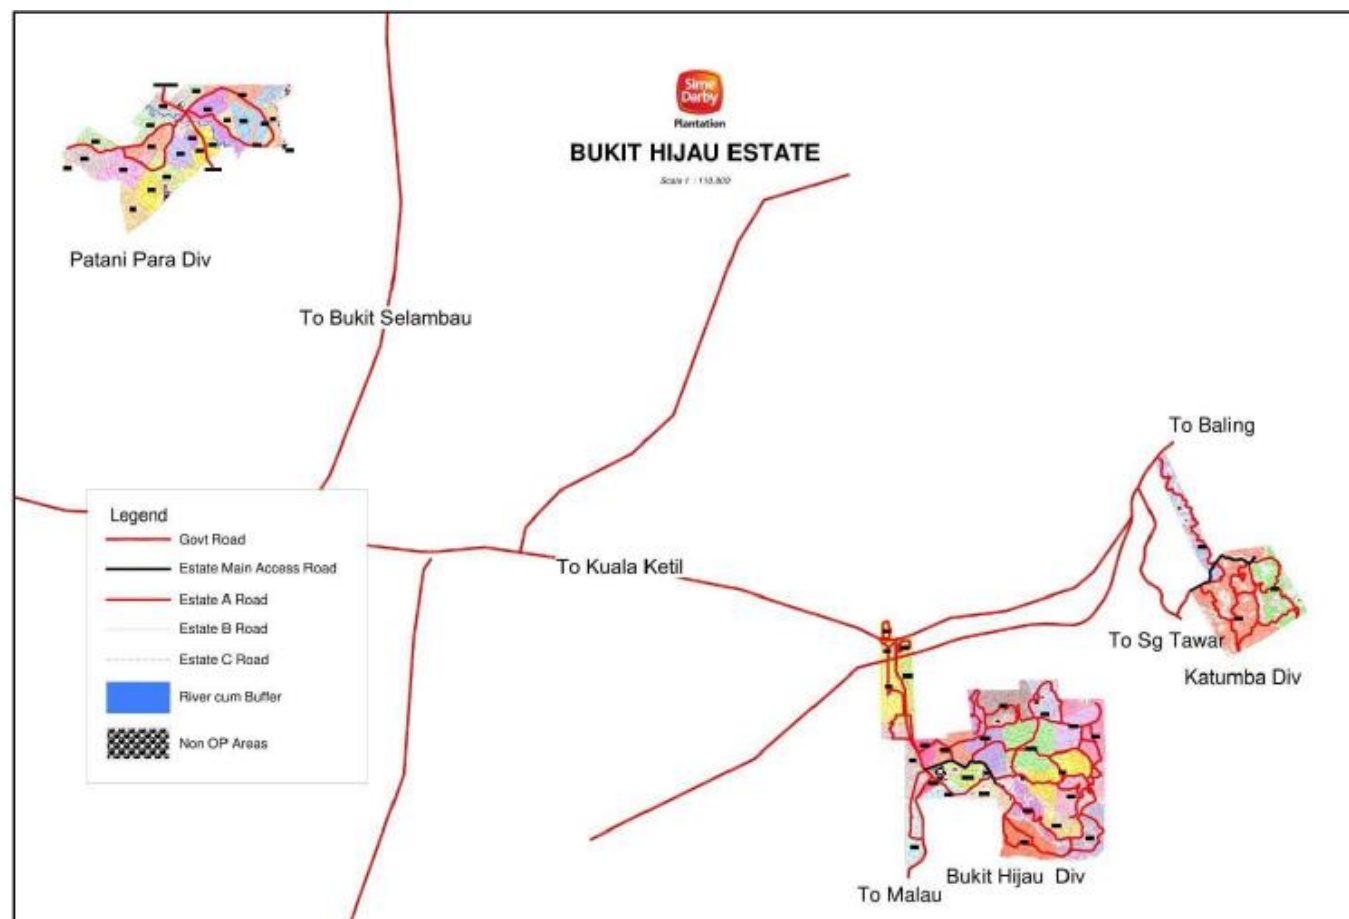 Sime
Darby
Plantation
BUKIT HIJAU ESTATE
Patani Para Div
To Bukit Selambau
To Baling
Legend
Govt Road
Estate Main Access Road
Estate A Road
Estate B Road
Estate C Road
River cum Buffer
Non OP Areas
To Kuala Ketil
To Sg Tawar
Katumba Div
Bukit Hijau Div
To Malau